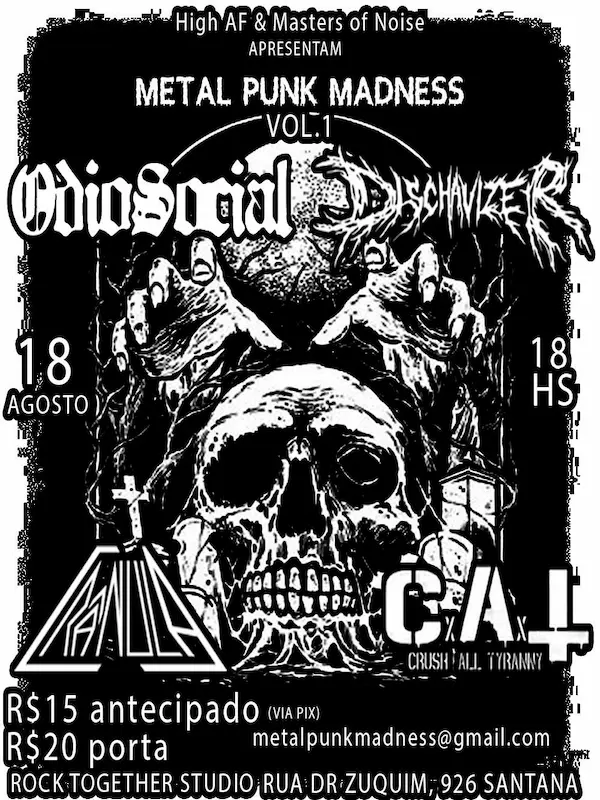 High AF & Masters of Noise
APRESENTAM
METAL PUNK MADNESS
VOL.1
OdioSocial
DISCHAVIZER
18
AGOSTO
18
HS
C.A.T
CRUSH ALL TYRANNY
R$15 antecipado (VIA PIX)
R$20 porta
metalpunkmadness@gmail.com
ROCK TOGETHER STUDIO RUA DR ZUQUIM, 926 SANTANA